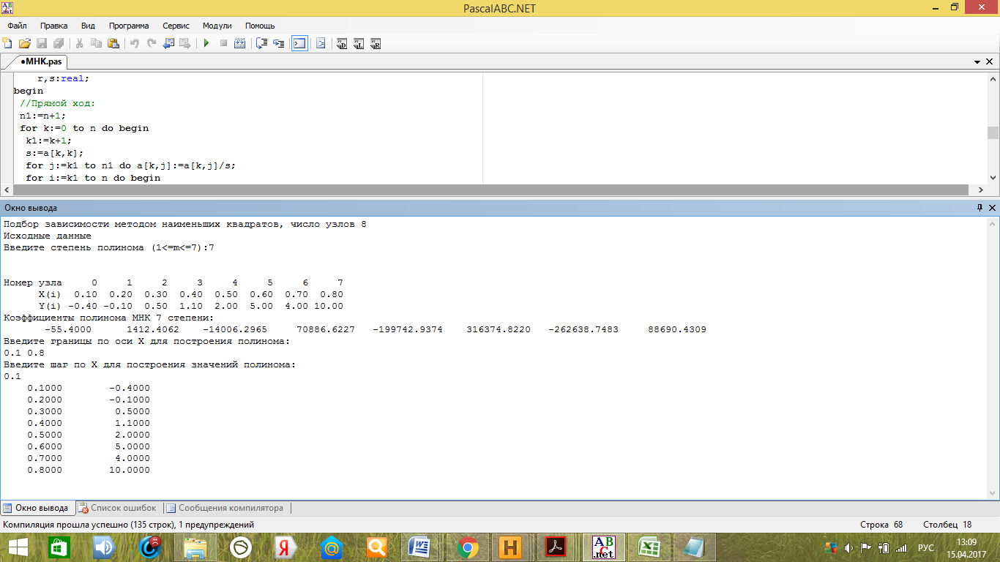 PascalABC.NET
Файл Правка Вид Программа Сервис Модули Помощь
•МНК.pas
r,s:real;
begin
//Прямой ход:
n1:=n+1;
for k:=0 to n do begin
k1:=k+1;
s:=a[k,k];
for j:=k1 to n1 do a[k,j]:=a[k,j]/s;
for i:=k1 to n do begin
Окно вывода
Подбор зависимости методом наименьших квадратов, число узлов 8
Исходные данные
Введите степень полинома (1<=m<=7):7
Номер узла 0 1 2 3 4 5 6 7
X(i) 0.10 0.20 0.30 0.40 0.50 0.60 0.70 0.80
Y(i) -0.40 -0.10 0.50 1.10 2.00 5.00 4.00 10.00
Коэффициенты полинома МНК 7 степени:
-55.4000 1412.4062 -14006.2965 70886.6227 -199742.9374 316374.8220 -262638.7483 88690.4309
Введите границы по оси X для построения полинома:
0.1 0.8
Введите шаг по X для построения значений полинома:
0.1
0.1000 -0.4000
0.2000 -0.1000
0.3000 0.5000
0.4000 1.1000
0.5000 2.0000
0.6000 5.0000
0.7000 4.0000
0.8000 10.0000
Окно вывода Список ошибок Сообщения компилятора
Компиляция прошла успешно (135 строк), 1 предупреждений Строка 68 Столбец 18
РУС 13:09
15.04.2017